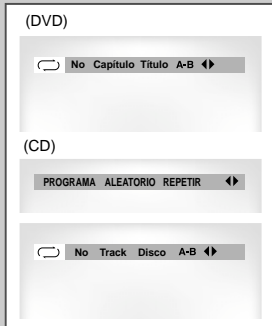 (DVD)
No Capítulo Título A-B
(CD)
PROGRAMA ALEATORIO REPETIR
No Track Disco A-B